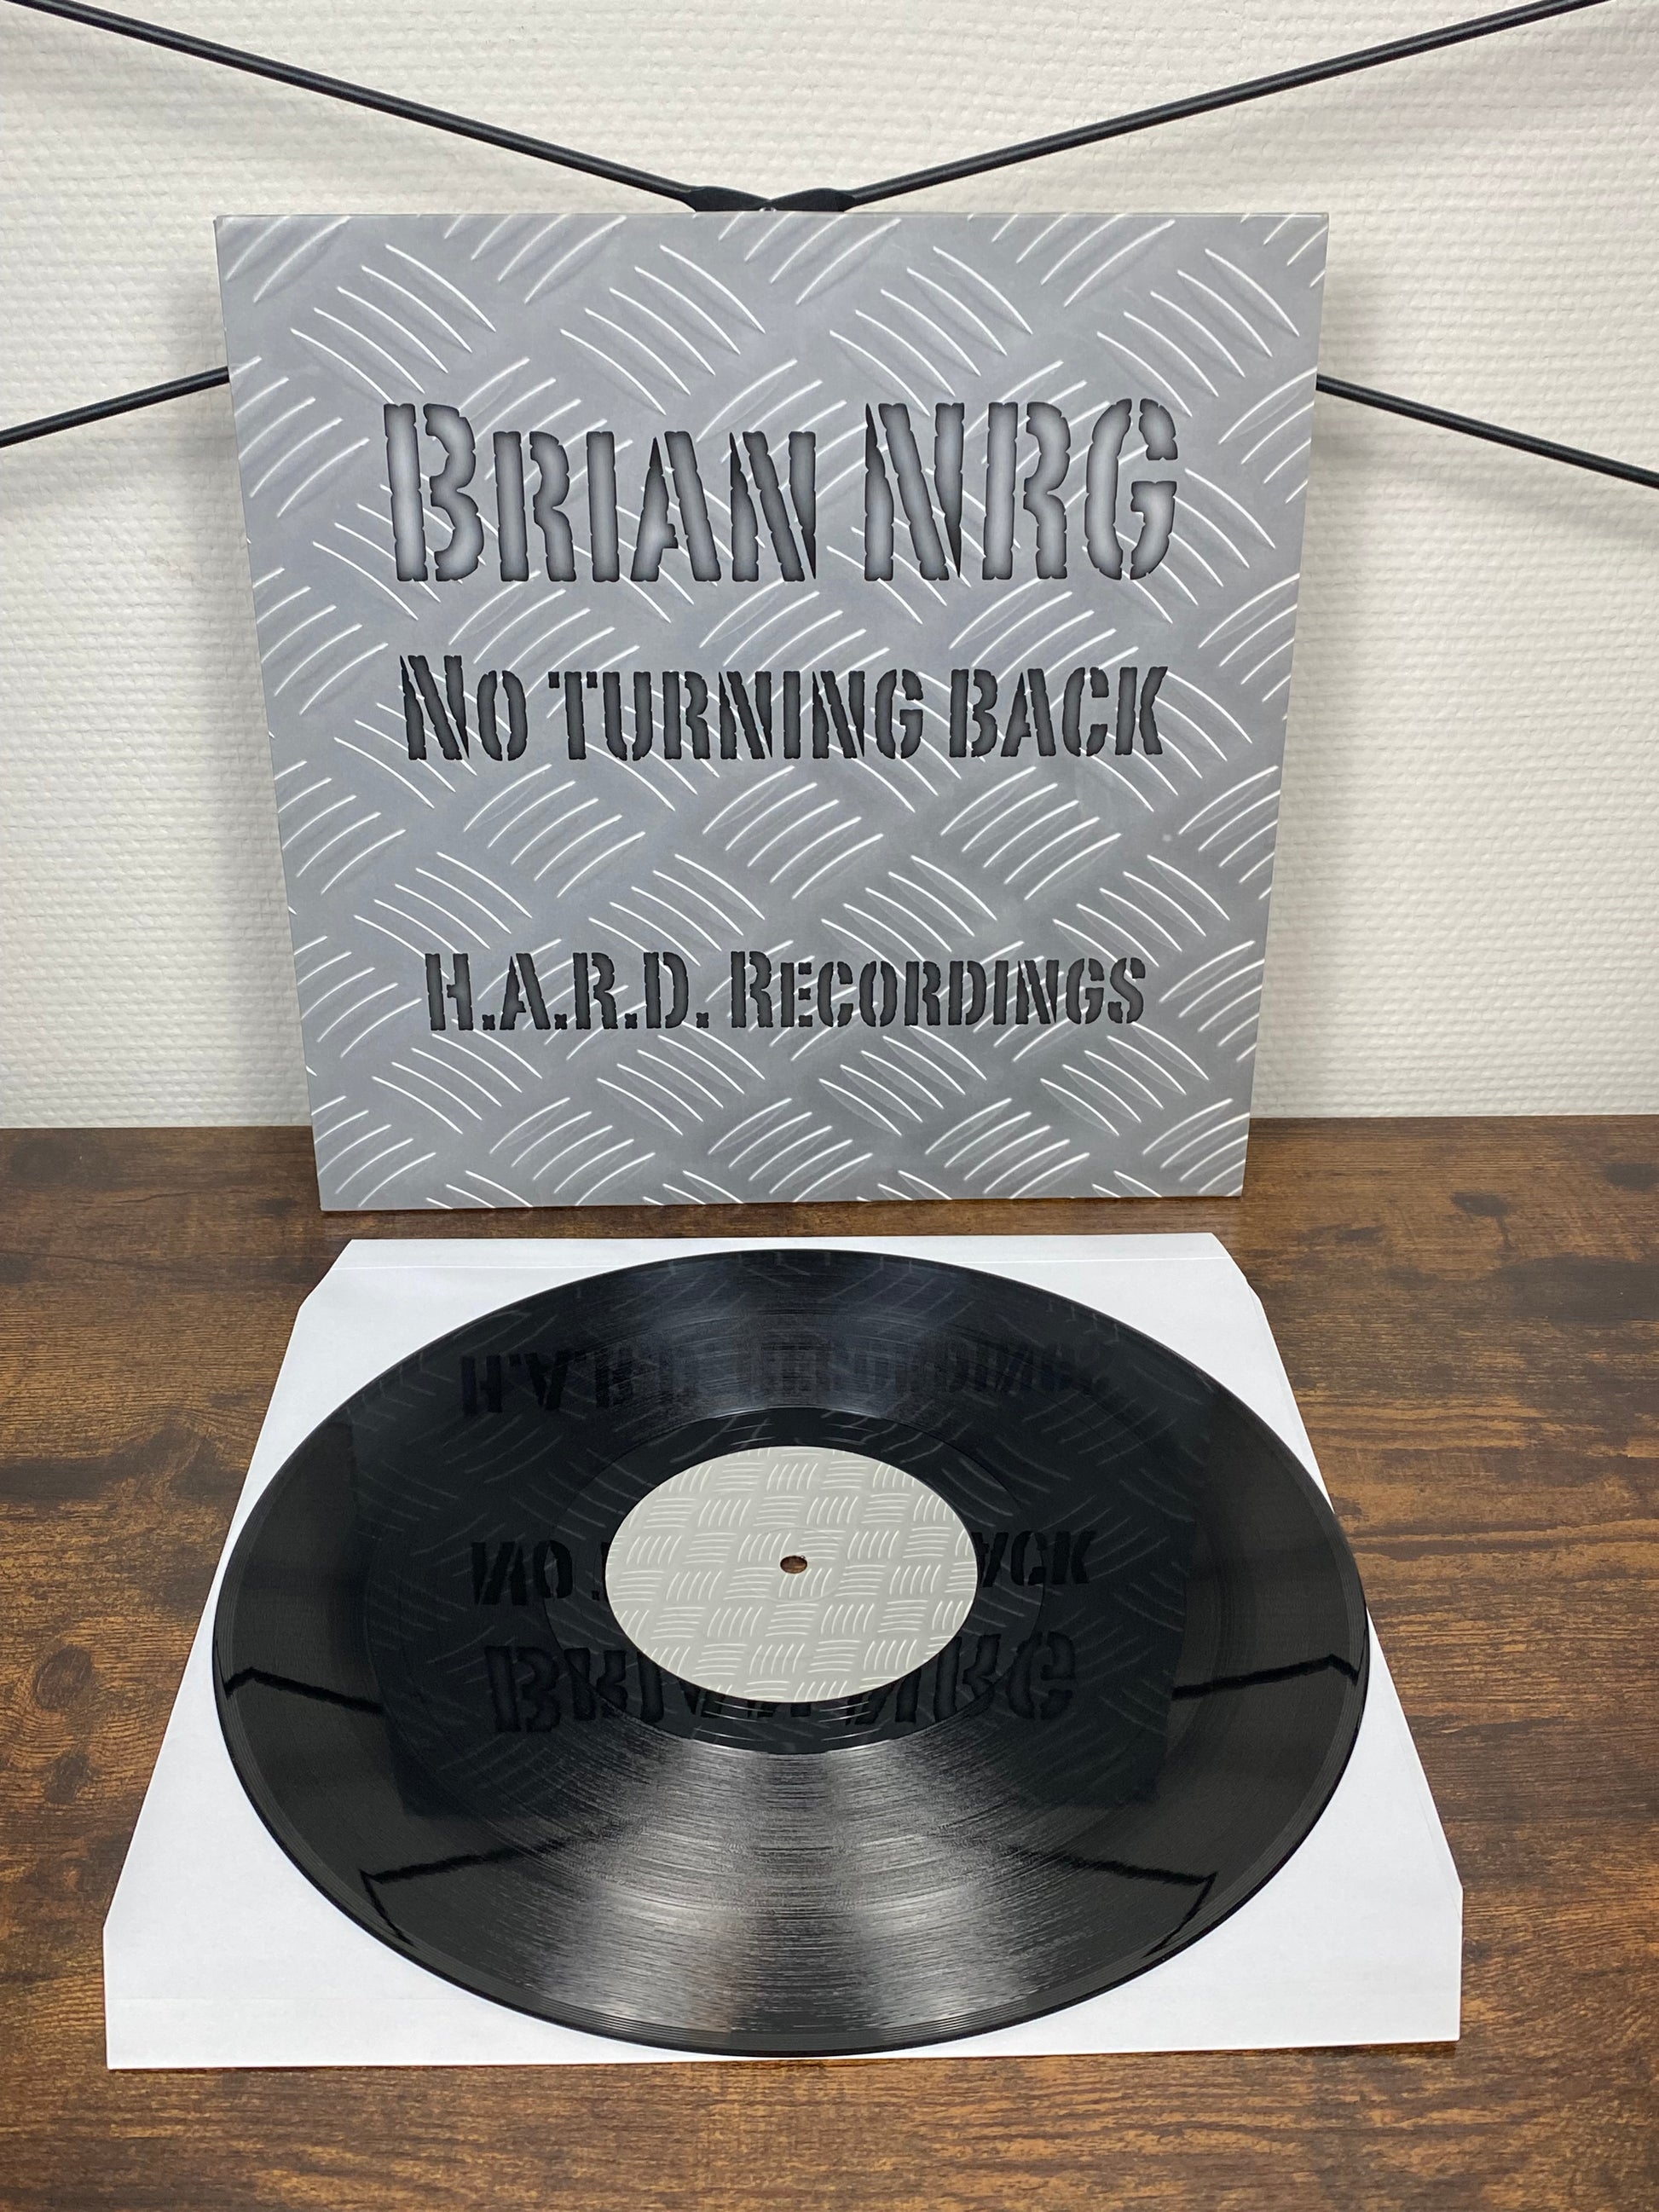 Brian NRG
No turning back
H.A.R.D. Recordings